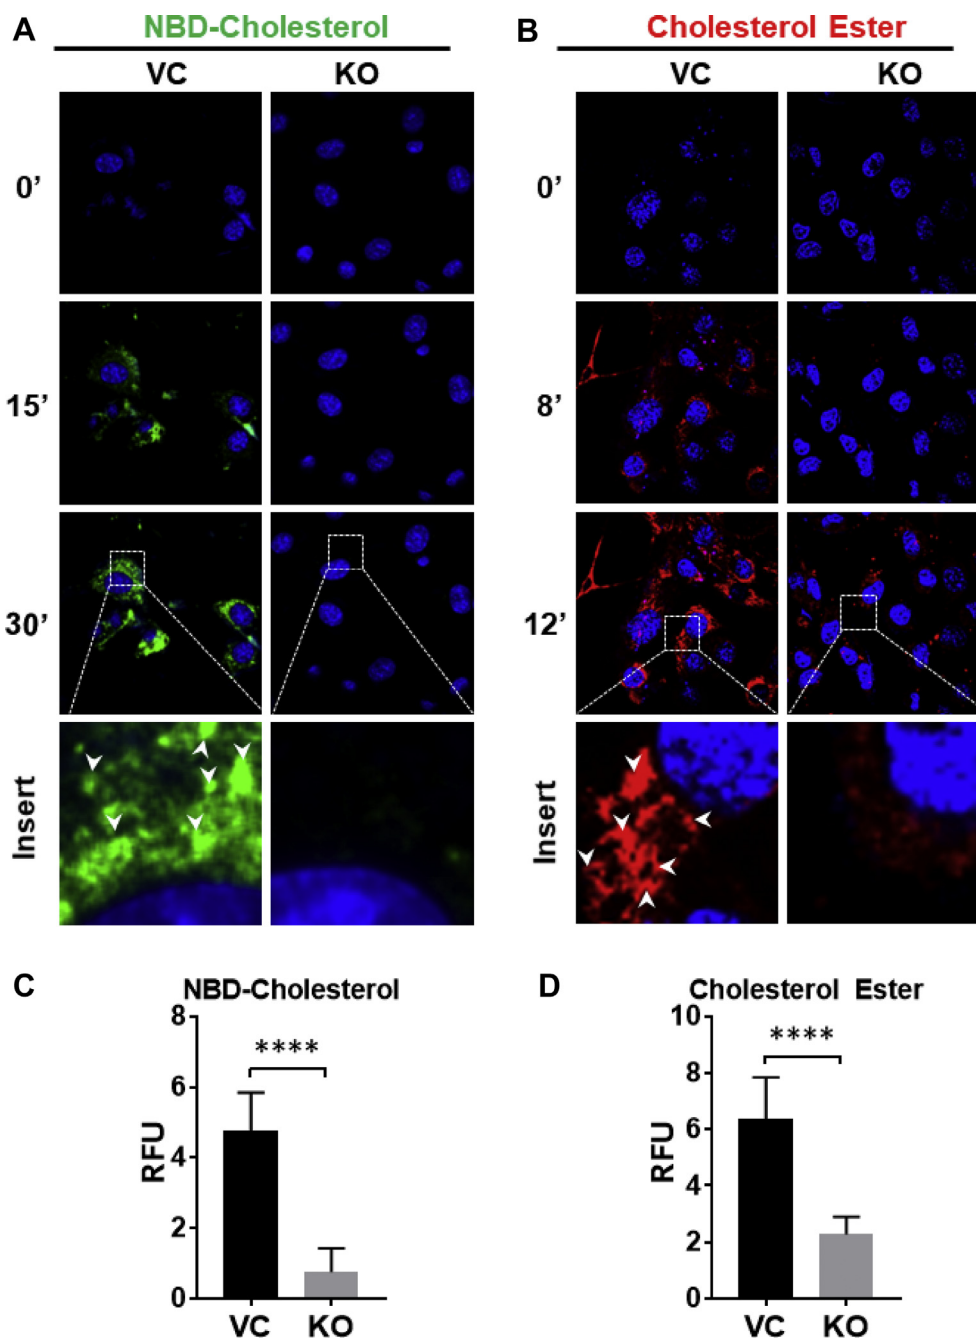 A NBD-Cholesterol
VC KO
0'
15'
30'
Insert
B Cholesterol Ester
VC KO
0'
8'
12'
Insert
C NBD-Cholesterol
RFU
8
6
4
2
0
****
VC KO
D Cholesterol Ester
RFU
10
8
6
4
2
0
****
VC KO